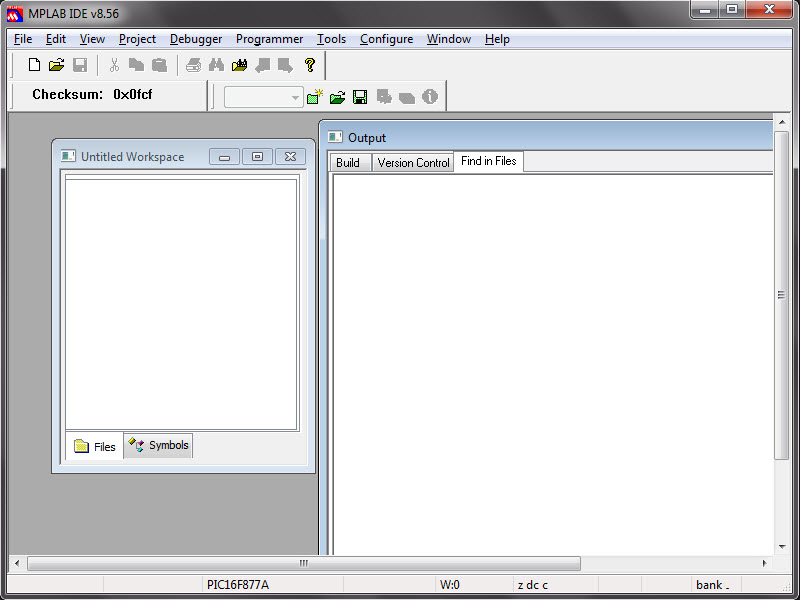 MPLAB IDE v8.56
File Edit View Project Debugger Programmer Tools Configure Window Help
Checksum: 0x0fcf
Untitled Workspace
Files Symbols
Output
Build Version Control Find in Files
PIC16F877A W:0 z dc c bank .